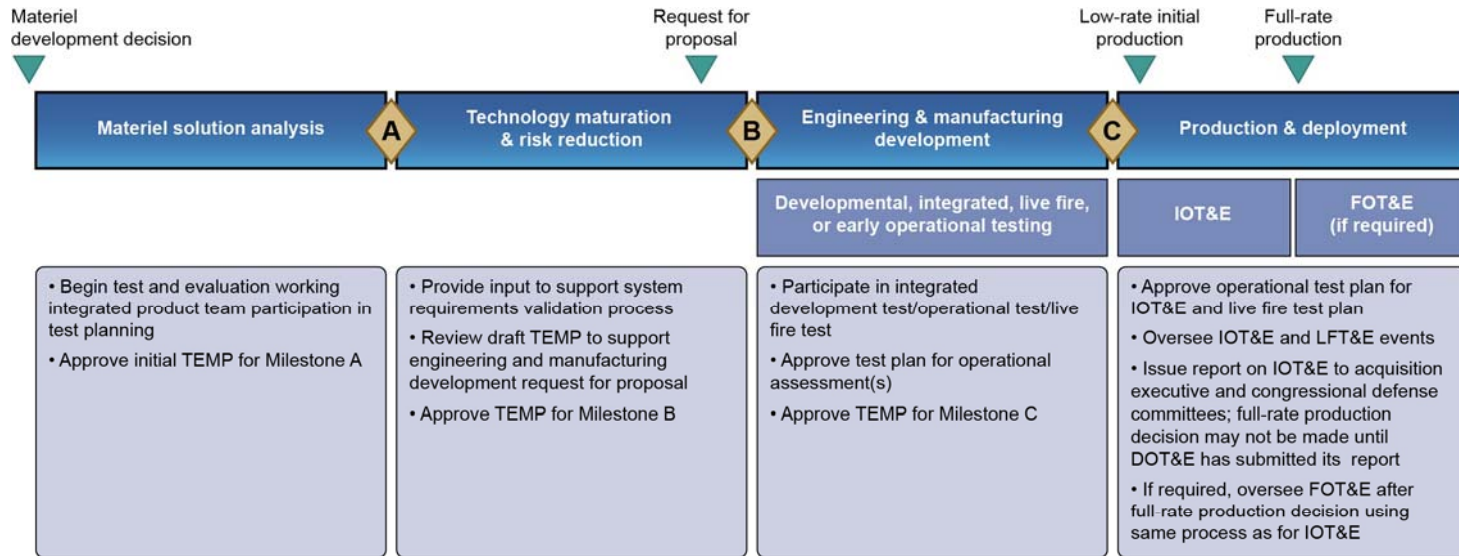 Materiel
development decision
Request for
proposal
Low-rate initial
production
Full-rate
production
Materiel solution analysis
A
Technology maturation
& risk reduction
B
Engineering & manufacturing
development
C
Production & deployment
Developmental, integrated, live fire,
or early operational testing
IOT&E
FOT&E
(if required)
• Begin test and evaluation working
integrated product team participation in
test planning
• Approve initial TEMP for Milestone A
• Provide input to support system
requirements validation process
• Review draft TEMP to support
engineering and manufacturing
development request for proposal
• Approve TEMP for Milestone B
• Participate in integrated
development test/operational test/live
fire test
• Approve test plan for operational
assessment(s)
• Approve TEMP for Milestone C
• Approve operational test plan for
IOT&E and live fire test plan
• Oversee IOT&E and LFT&E events
• Issue report on IOT&E to acquisition
executive and congressional defense
committees; full-rate production
decision may not be made until
DOT&E has submitted its report
• If required, oversee FOT&E after
full-rate production decision using
same process as for IOT&E